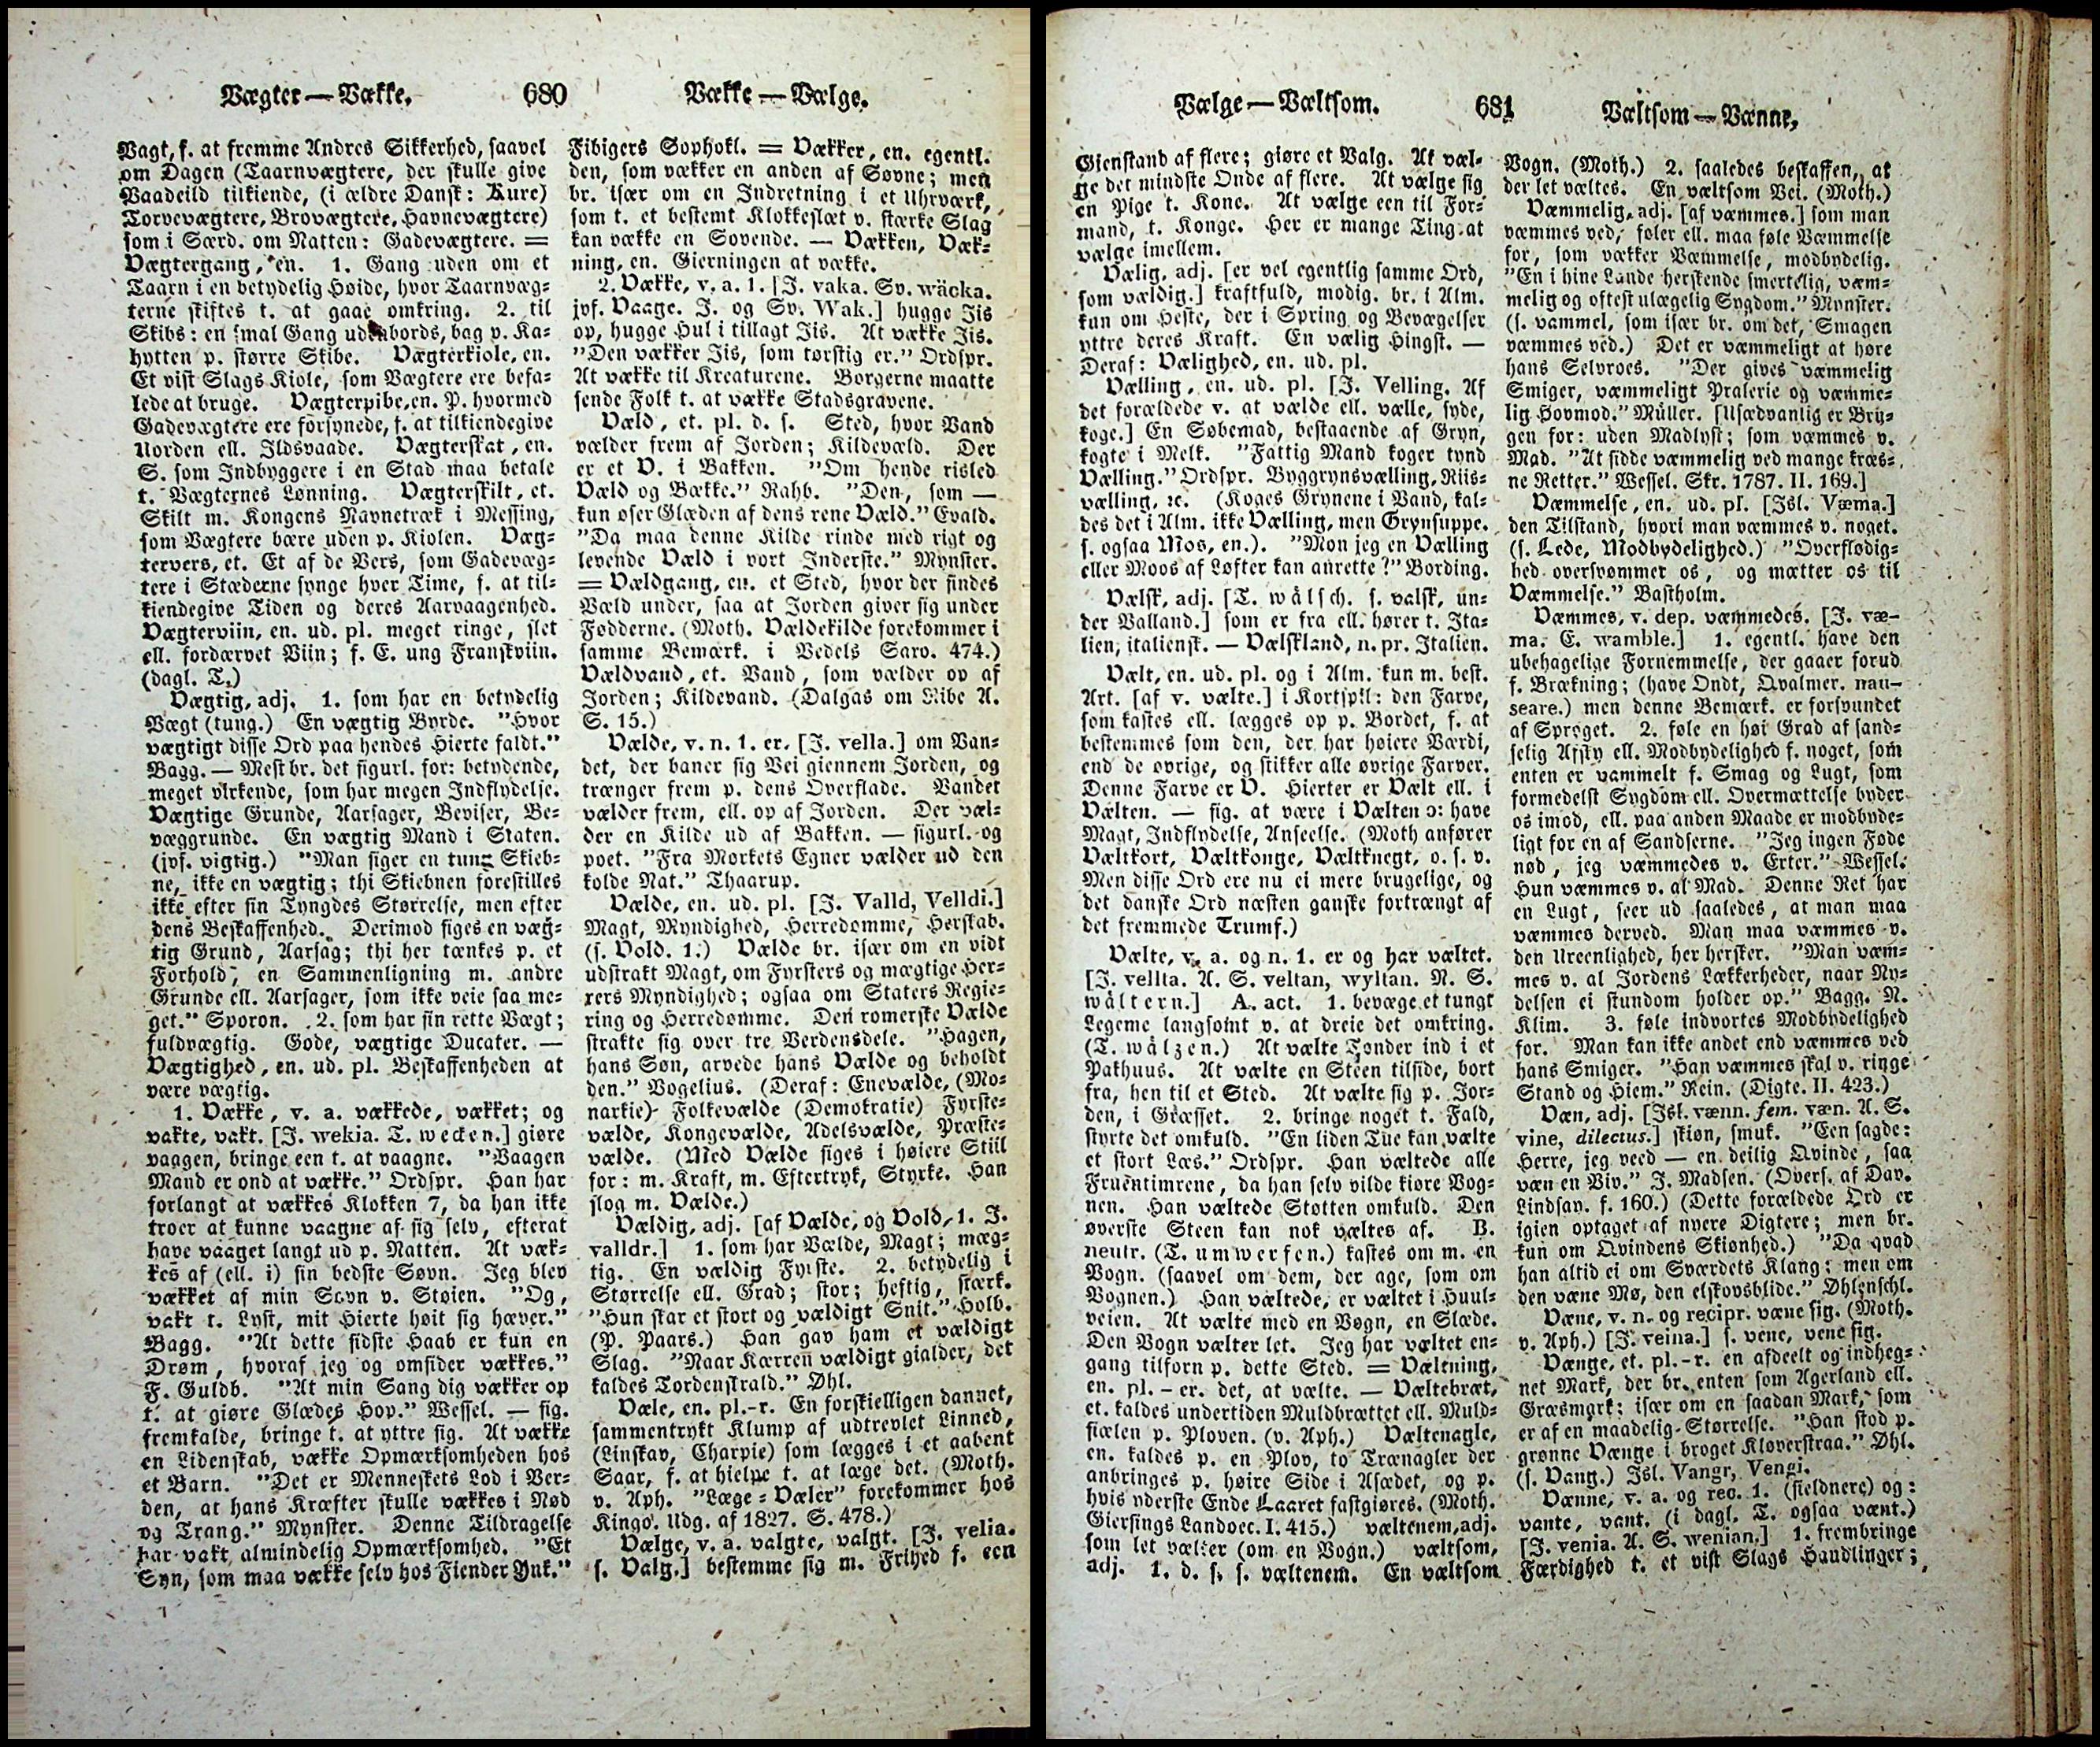 Vægter — Vække.
680
Vække — Vælge.
Vagt, f. at fremme Andres Sikkerhed, saavel
om Dagen (Taarnvægtere, der skulle give
Vaadeild tilkiende, (i ældre Dansk: Kure)
Torvevægtere, Brovægtere, Havnevægtere)
som i Særd. om Natten: Gadevægtere. =
Vægtergang, en. 1. Gang uden om et
Taarn i en betydelig Høide, hvor Taarnvæg-
terne skiftes t. at gaae omkring. 2. til
Skibs: en smal Gang udenbords, bag p. Ka-
hytten p. større Skibe. Vægterkiole, en.
Et vist Slags Kiole, som Vægtere ere befa-
lede at bruge. Vægterpibe, en. P. hvormed
Gadevægtere ere forsynede, f. at tilkiendegive
Uorden ell. Ildsvaade. Vægterskat, en.
S. som Indbyggere i en Stad maa betale
t. Vægternes Lønning. Vægterskilt, et.
Skilt m. Kongens Navnetræk i Messing,
som Vægtere bære uden p. Kiolen. Væg-
tervers, et. Et af de Vers, som Gadevæg-
tere i Stæderne synge hver Time, f. at til-
kiendegive Tiden og deres Aarvaagenhed.
Vægterviin, en. ud. pl. meget ringe, slet
ell. fordærvet Viin; f. E. ung Franskviin.
(dagl. T.)
Vægtig, adj. 1. som har en betydelig
Vægt (tung.) En vægtig Byrde. "Hvor
vægtigt disse Ord paa hendes Hierte faldt."
Bagg. — Mest br. det figurl. for: betydende,
meget virkende, som har megen Indflydelse.
Vægtige Grunde, Aarsager, Beviser, Be-
væggrunde. En vægtig Mand i Staten.
(jvf. vigtig.) "Man siger en tung Skieb-
ne, ikke en vægtig; thi Skiebnen forestilles
ikke efter sin Tyngdes Størrelse, men efter
dens Beskaffenhed. Derimod siges en væg-
tig Grund, Aarsag; thi her tænkes p. et
Forhold, en Sammenligning m. andre
Grunde ell. Aarsager, som ikke veie saa me-
get." Sporon. 2. som har sin rette Vægt;
fuldvægtig. Gode, vægtige Ducater. —
Vægtighed, en. ud. pl. Beskaffenheden at
være vægtig.
1. Vække, v. a. vækkede, vækket; og
vakte, vakt. [J. wekia. T. wecken.] giøre
vaagen, bringe een t. at vaagne. "Vaagen
Mand er ond at vække." Ordspr. Han har
forlangt at vækkes Klokken 7, da han ikke
troer at kunne vaagne af sig selv, efterat
have vaaget langt ud p. Natten. At væk-
kes af (ell. i) sin bedste Søvn. Jeg blev
vækket af min Søvn v. Støien. "Og,
vakt t. Lyst, mit Hierte høit sig hæver."
Bagg. "At dette sidste Haab er kun en
Drøm, hvoraf jeg og omsider vækkes."
F. Guldb. "At min Sang dig vækker op
t. at giøre Glædes Hop." Wessel. — fig.
fremkalde, bringe t. at yttre sig. At vække
en Lidenskab, vække Opmærksomheden hos
et Barn. "Det er Menneskets Lod i Ver-
den, at hans Kræfter skulle vækkes i Nød
og Trang." Mynster. Denne Tildragelse
har vakt almindelig Opmærksomhed. "Et
Syn, som maa vække selv hos Fiender Ynk."
Fibigers Sophokl. = Vækker, en. egentl.
den, som vækker en anden af Søvne; men
br. især om en Indretning i et Uhrværk,
som t. et bestemt Klokkeslæt v. stærke Slag
kan vække en Sovende. — Vækken, Væk-
ning, en. Gierningen at vække.
2. Vække, v. a. 1. [J. vaka. Sv. wäcka.
jvf. Vaage. J. og Sv. Wak.] hugge Jis
op, hugge Hul i tillagt Jis. At vække Jis.
"Den vækker Jis, som tørstig er." Ordspr.
At vække til Kreaturene. Borgerne maatte
sende Folk t. at vække Stadsgravene.
Væld, et. pl. d. s. Sted, hvor Vand
vælder frem af Jorden; Kildevæld. Der
er et V. i Bakken. "Om hende risled
Væld og Bække." Rahb. "Den, som —
kun øser Glæden af dens rene Væld." Evald.
"Da maa denne Kilde rinde med rigt og
levende Væld i vort Inderste." Mynster.
= Vældgang, en. et Sted, hvor der findes
Væld under, saa at Jorden giver sig under
Fødderne. (Moth. Vældekilde forekommer i
samme Bemærk. i Vedels Saxo. 474.)
Vældvand, et. Vand, som vælder op af
Jorden; Kildevand. (Dalgas om Ribe A.
S. 15.)
Vælde, v. n. 1. er. [J. vella.] om Van-
det, der baner sig Vei giennem Jorden, og
trænger frem p. dens Overflade. Vandet
vælder frem, ell. op af Jorden. Der væl-
der en Kilde ud af Bakken. — figurl. og
poet. "Fra Mørkets Egner vælder ud den
kolde Nat." Thaarup.
Vælde, en. ud. pl. [J. Valld, Velldi.]
Magt, Myndighed, Herredømme, Herskab.
(s. Vold. 1.) Vælde br. især om en vidt
udstrakt Magt, om Fyrsters og mægtige Her-
rers Myndighed; ogsaa om Staters Regie-
ring og Herredømme. Den romerske Vælde
strakte sig over tre Verdensdele. "Hagen,
hans Søn, arvede hans Vælde og beholdt
den." Vogelius. (Deraf: Enevælde, (Mo-
narkie) Folkevælde (Demokratie) Fyrste-
vælde, Kongevælde, Adelsvælde, Præste-
vælde. (Med Vælde siges i høiere Stiil
for: m. Kraft, m. Eftertryk, Styrke. Han
slog m. Vælde.)
Vældig, adj. [af Vælde, og Vold, 1. J.
valldr.] 1. som har Vælde, Magt; mæg-
tig. En vældig Fyrste. 2. betydelig i
Størrelse ell. Grad; stor; heftig, stærk.
"Hun skar et stort og vældigt Snit." Holb.
(P. Paars.) Han gav ham et vældigt
Slag. "Naar Kærren vældigt gialder, det
kaldes Tordenstrald." Øhl.
Væle, en. pl.-r. En forskielligen dannet,
sammentrykt Klump af udtrevlet Linned,
(Linskav, Charpie) som lægges i et aabent
Saar, f. at hielpe t. at læge det. (Moth.
v. Aph. "Læge-Væler" forekommer hos
Kingo. Udg. af 1827. S. 478.)
Vælge, v. a. valgte, valgt. [J. velia.
s. Valg.] bestemme sig m. Frihed f. een
Vælge — Væltsom.
681
Væltsom — Vænne.
Gienstand af flere; giøre et Valg. At væl-
ge det mindste Onde af flere. At vælge sig
en Pige t. Kone. At vælge een til For-
mand, t. Konge. Her er mange Ting at
vælge imellem.
Vælig, adj. [er vel egentlig samme Ord,
som vældig.] kraftfuld, modig. br. i Alm.
kun om Heste, der i Spring og Bevægelser
yttre deres Kraft. En vælig Hingst. —
Deraf: Vælighed, en. ud. pl.
Vælling, en. ud. pl. [J. Velling. Af
det forældede v. at vælde ell. vælle, syde,
koge.] En Søbemad, bestaaende af Gryn,
kogte i Melk. "Fattig Mand koger tynd
Vælling." Ordspr. Byggrynsvælling, Riis-
vælling, ꝛc. (Koges Grynene i Vand, kal-
des det i Alm. ikke Vælling, men Grynsuppe.
s. ogsaa Mos, en.). "Mon jeg en Vælling
eller Moos af Løfter kan anrette?" Bording.
Vælsk, adj. [T. wälsch. s. valsk, un-
der Valland.] som er fra ell. hører t. Ita-
lien; italiensk. — Vælskland, n. pr. Italien.
Vælt, en. ud. pl. og i Alm. kun m. best.
Art. [af v. vælte.] i Kortspil: den Farve,
som kastes ell. lægges op p. Bordet, f. at
bestemmes som den, der har høiere Værdi,
end de øvrige, og stikker alle øvrige Farver.
Denne Farve er V. Hierter er Vælt ell. i
Vælten. — fig. at være i Vælten ɔ: have
Magt, Indflydelse, Anseelse. (Moth anfører
Væltkort, Væltkonge, Væltknegt, o. s. v.
Men disse Ord ere nu ei mere brugelige, og
det danske Ord næsten ganske fortrængt af
det fremmede Trumf.)
Vælte, v. a. og n. 1. er og har væltet.
[J. vellta. A. S. veltan, wyltan. N. S.
wältern.] A. act. 1. bevæge et tungt
Legeme langsomt v. at dreie det omkring.
(T. wälzen.) At vælte Tønder ind i et
Pakhuus. At vælte en Steen tilside, bort
fra, hen til et Sted. At vælte sig p. Jor-
den, i Græsset. 2. bringe noget t. Fald,
styrte det omkuld. "En liden Tue kan vælte
et stort Læs." Ordspr. Han væltede alle
Fruentimrene, da han selv vilde kiøre Vog-
nen. Han væltede Støtten omkuld. Den
øverste Steen kan nok væltes af. B.
neutr. (T. umwerfen.) kastes om m. en
Vogn. (saavel om dem, der age, som om
Vognen.) Han væltede, er væltet i Huul-
veien. At vælte med en Vogn, en Slæde.
Den Vogn vælter let. Jeg har væltet en-
gang tilforn p. dette Sted. = Væltning,
en. pl. -er. det, at vælte. — Væltebræt,
et. kaldes undertiden Muldbrættet ell. Muld-
fiælen p. Ploven. (v. Aph.) Væltenagle,
en. kaldes p. en Plov, to Trænagler der
anbringes p. høire Side i Asædet, og p.
hvis yderste Ende Laaret fastgiøres. (Moth.
Giersings Landoec. I. 415.) væltenem, adj.
som let vælter (om en Vogn.) væltsom,
adj. 1. d. s. s. væltenem. En væltsom
Vogn. (Moth.) 2. saaledes beskaffen, at
der let væltes. En væltsom Vei. (Moth.)
Væmmelig, adj. [af væmmes.] som man
væmmes ved, føler ell. maa føle Væmmelse
for, som vækker Væmmelse, modbydelig.
"En i hine Lande herskende smertelig, væm-
melig og oftest ulægelig Sygdom." Mynster.
(s. vammel, som især br. om det, Smagen
væmmes ved.) Det er væmmeligt at høre
hans Selvroes. "Der gives væmmelig
Smiger, væmmeligt Pralerie og væmme-
lig Hovmod." Müller. [Usædvanlig er Bru-
gen for: uden Madlyst; som væmmes v.
Mad. "At sidde væmmelig ved mange kræs-
ne Retter." Wessel. Skr. 1787. II. 169.]
Væmmelse, en. ud. pl. [Isl. Væma.]
den Tilstand, hvori man væmmes v. noget.
(s. Lede, Modbydelighed.) "Overflødig-
hed oversvømmer os, og mætter os til
Væmmelse." Bastholm.
Væmmes, v. dep. væmmedes. [J. væ-
ma. E. wamble.] 1. egentl. have den
ubehagelige Fornemmelse, der gaaer forud
f. Brækning; (have Ondt, Qvalmer. nau-
seare.) men denne Bemærk. er forsvundet
af Sproget. 2. føle en høi Grad af sand-
selig Afsky ell. Modbydelighed f. noget, som
enten er vammelt f. Smag og Lugt, som
formedelst Sygdom ell. Overmættelse byder
os imod, ell. paa anden Maade er modbyde-
ligt for en af Sandserne. "Jeg ingen Føde
nød, jeg væmmedes v. Erter." Wessel.
Hun væmmes v. al Mad. Denne Ret har
en Lugt, seer ud saaledes, at man maa
væmmes derved. Man maa væmmes v.
den Ureenlighed, her hersker. "Man væm-
mes v. al Jordens Lækkerheder, naar Ny-
delsen ei stundom holder op." Bagg. N.
Klim. 3. føle indvortes Modbydelighed
for. Man kan ikke andet end væmmes ved
hans Smiger. "Han væmmes skal v. ringe
Stand og Hiem." Rein. (Digte. II. 423.)
Væn, adj. [Isl. vænn. fem. væn. A. S.
vine, dilectus.] skiøn, smuk. "Een sagde:
Herre, jeg veed — en deilig Qvinde, saa
væn en Viv." J. Madsen. (Overs. af Dav.
Lindsay. f. 160.) (Dette forældede Ord er
igien optaget af nyere Digtere; men br.
kun om Qvindens Skiønhed.) "Da qvad
han altid ei om Sværdets Klang; men om
den væne Mø, den elskovsblide." Øhlenschl.
Væne, v. n. og recipr. væne sig. (Moth.
v. Aph.) [J. veina.] s. vene, vene sig.
Vænge, et. pl.-r. en afdeelt og indheg-
net Mark, der br. enten som Agerland ell.
Græsmark; især om en saadan Mark, som
er af en maadelig Størrelse. "Han stod p.
grønne Vænge i broget Kløverstraa." Øhl.
(s. Vang.) Isl. Vangr, Vengi.
Vænne, v. a. og rec. 1. (sieldnere) og:
vante, vant. (i dagl. T. ogsaa vænt.)
[J. venia. A. S. wenian.] 1. frembringe
Færdighed t. et vist Slags Handlinger;